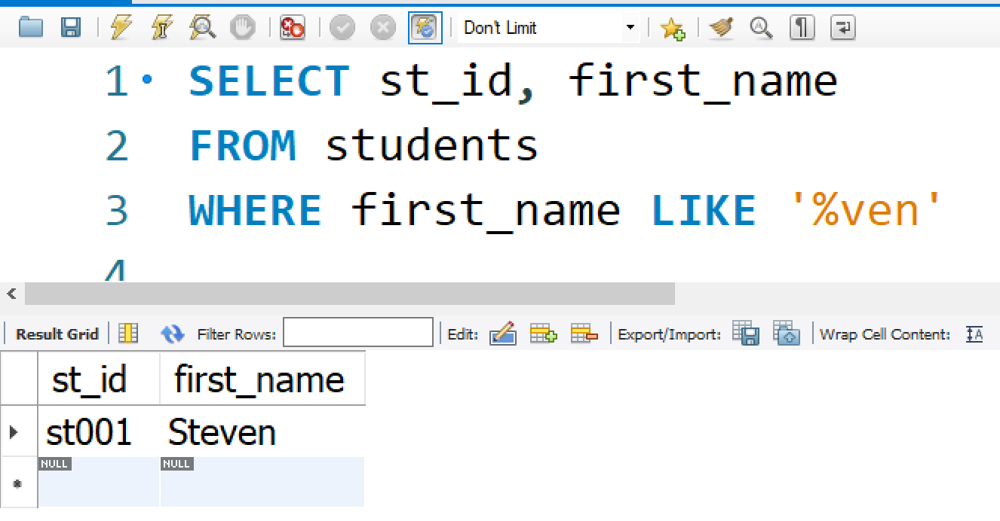 Don't Limit
1 SELECT st_id, first_name
2 FROM students
3 WHERE first_name LIKE '%ven'
4
Result Grid Filter Rows: Edit: Export/Import: Wrap Cell Content: IA
st_id first_name
st001 Steven
NULL NULL